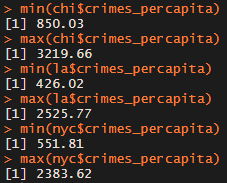 > min(chi$crimes_percapita)
[1] 850.03
> max(chi$crimes_percapita)
[1] 3219.66
> min(la$crimes_percapita)
[1] 426.02
> max(la$crimes_percapita)
[1] 2525.77
> min(nyc$crimes_percapita)
[1] 551.81
> max(nyc$crimes_percapita)
[1] 2383.62